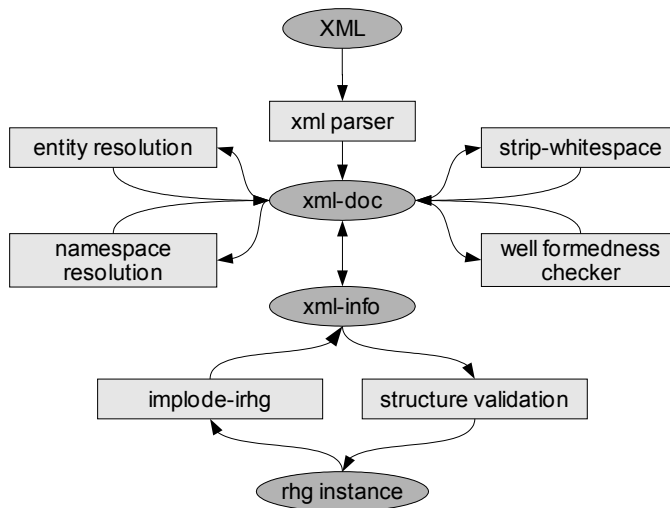 XML
xml parser
entity resolution
strip-whitespace
xml-doc
namespace
resolution
well formedness
checker
xml-info
implode-irhg
structure validation
rhg instance